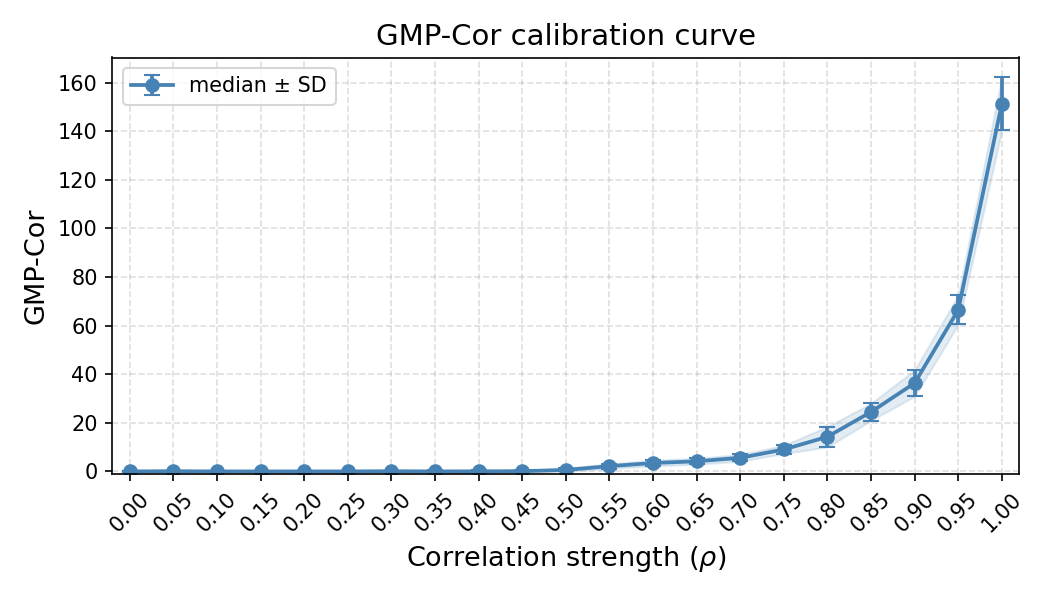 GMP-Cor calibration curve
median ± SD
GMP-Cor
160
140
120
100
80
60
40
20
0
0.00 0.05 0.10 0.15 0.20 0.25 0.30 0.35 0.40 0.45 0.50 0.55 0.60 0.65 0.70 0.75 0.80 0.85 0.90 0.95 1.00
Correlation strength (ρ)